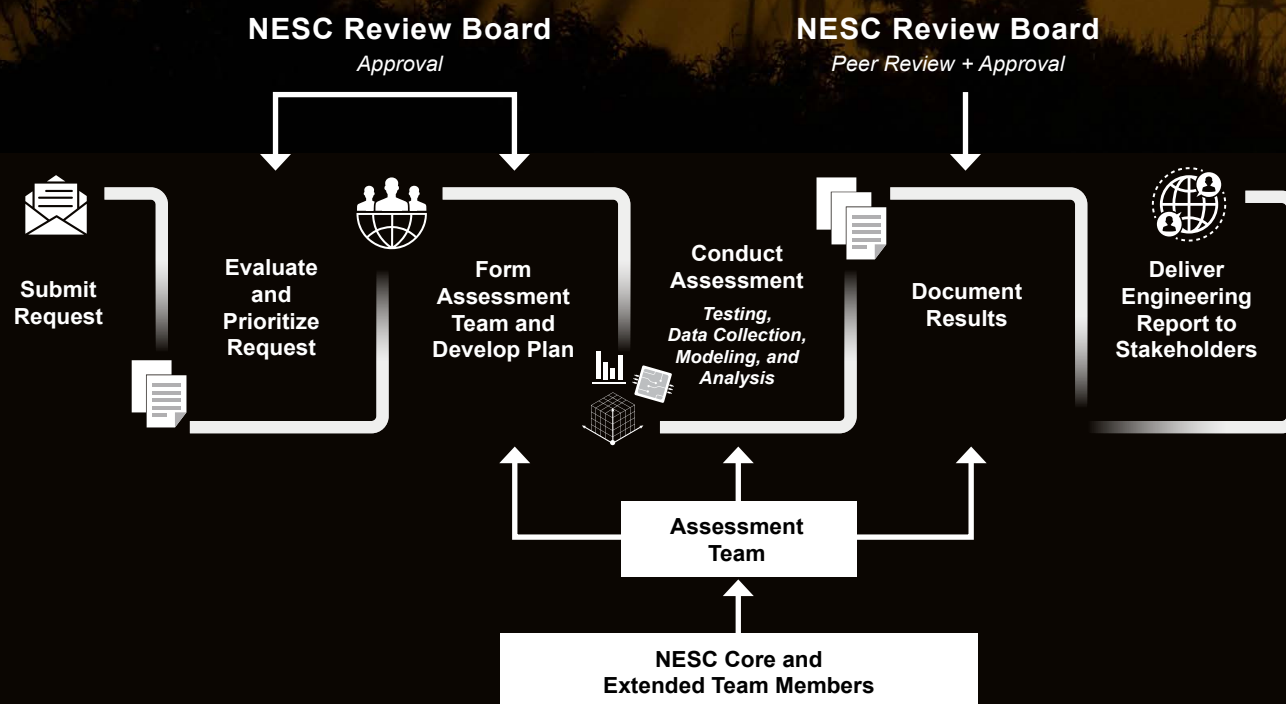 NESC Review Board
Approval
NESC Review Board
Peer Review + Approval
Submit
Request
Evaluate
and
Prioritize
Request
Form
Assessment
Team and
Develop Plan
Conduct
Assessment
Testing,
Data Collection,
Modeling, and
Analysis
Document
Results
Deliver
Engineering
Report to
Stakeholders
Assessment
Team
NESC Core and
Extended Team Members